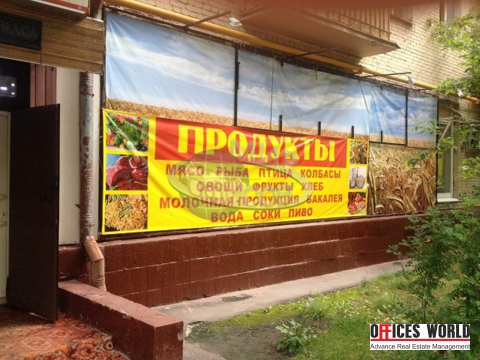 ЧАСА
ПРОДУКТЫ
МЯСО РЫБА ПТИЦА КОЛБАСЫ
ОВОЩИ ФРУКТЫ ХЛЕБ
МОЛОЧНАЯ ПРОДУКЦИЯ БАКАЛЕЯ
ВОДА СОКИ ПИВО
OFFICES WORLD
Advance Real Estate Management